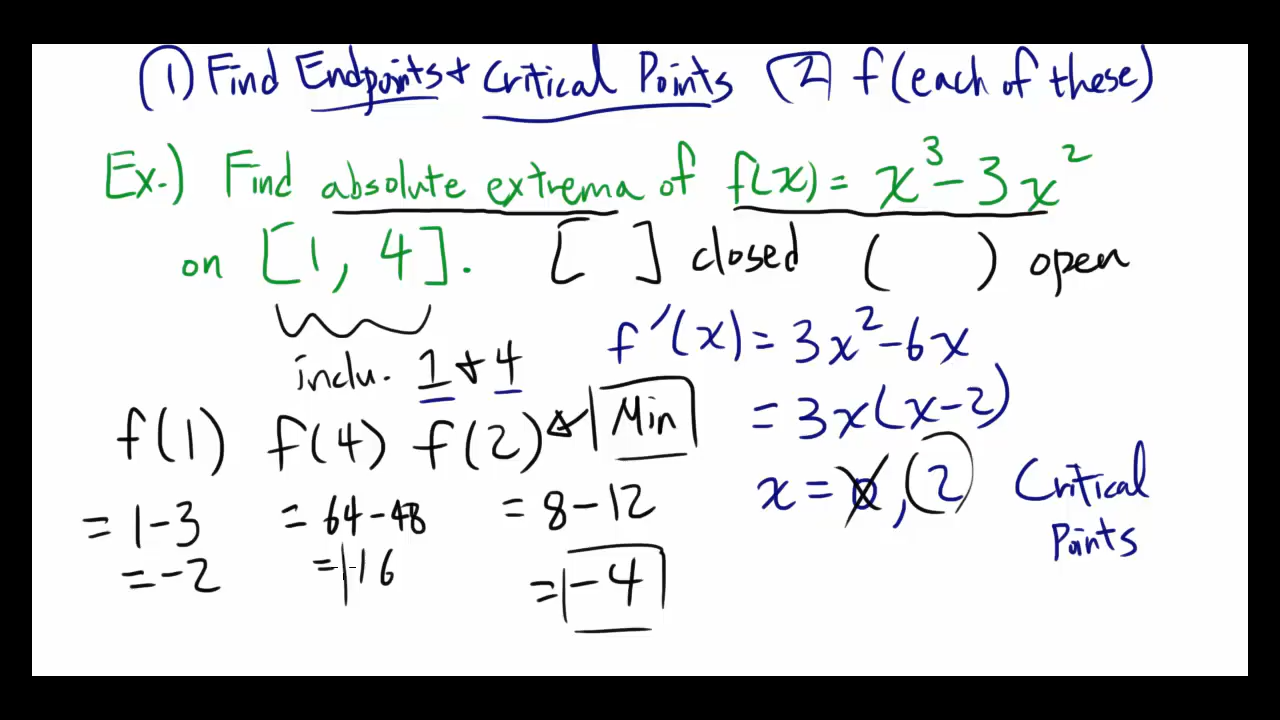 (1) Find Endpoints + Critical Points (2) f(each of these)
Ex.) Find absolute extrema of f(x) = x³ - 3x²
on [1, 4]. [ ] closed ( ) open
f'(x) = 3x² - 6x
inclu. 1 + 4
= 3x(x-2)
f(1) f(4) f(2) Min
x = 0, 2 Critical Points
= 1-3 = 64-48 = 8-12
= -2 = 16 = -4